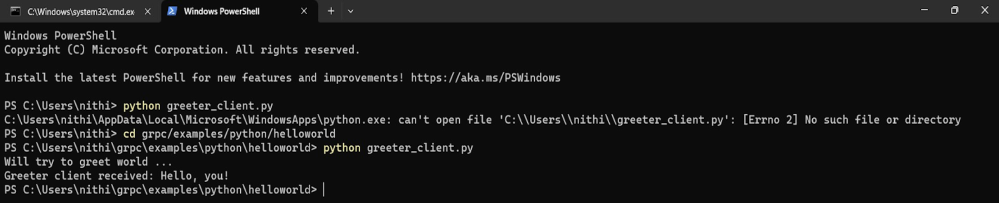 C:\Windows\system32\cmd.ex
Windows PowerShell
Windows PowerShell
Copyright (C) Microsoft Corporation. All rights reserved.
Install the latest PowerShell for new features and improvements! https://aka.ms/PSWindows
PS C:\Users\nithi> python greeter_client.py
C:\Users\nithi\AppData\Local\Microsoft\WindowsApps\python.exe: can't open file 'C:\\Users\\nithi\\greeter_client.py': [Errno 2] No such file or directory
PS C:\Users\nithi> cd grpc/examples/python/helloworld
PS C:\Users\nithi\grpc\examples\python\helloworld> python greeter_client.py
Will try to greet world ...
Greeter client received: Hello, you!
PS C:\Users\nithi\grpc\examples\python\helloworld>